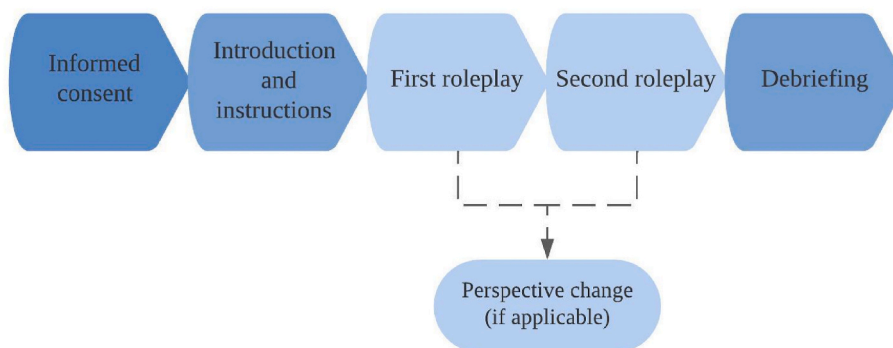 Informed
consent
Introduction
and
instructions
First roleplay
Second roleplay
Debriefing
Perspective change
(if applicable)